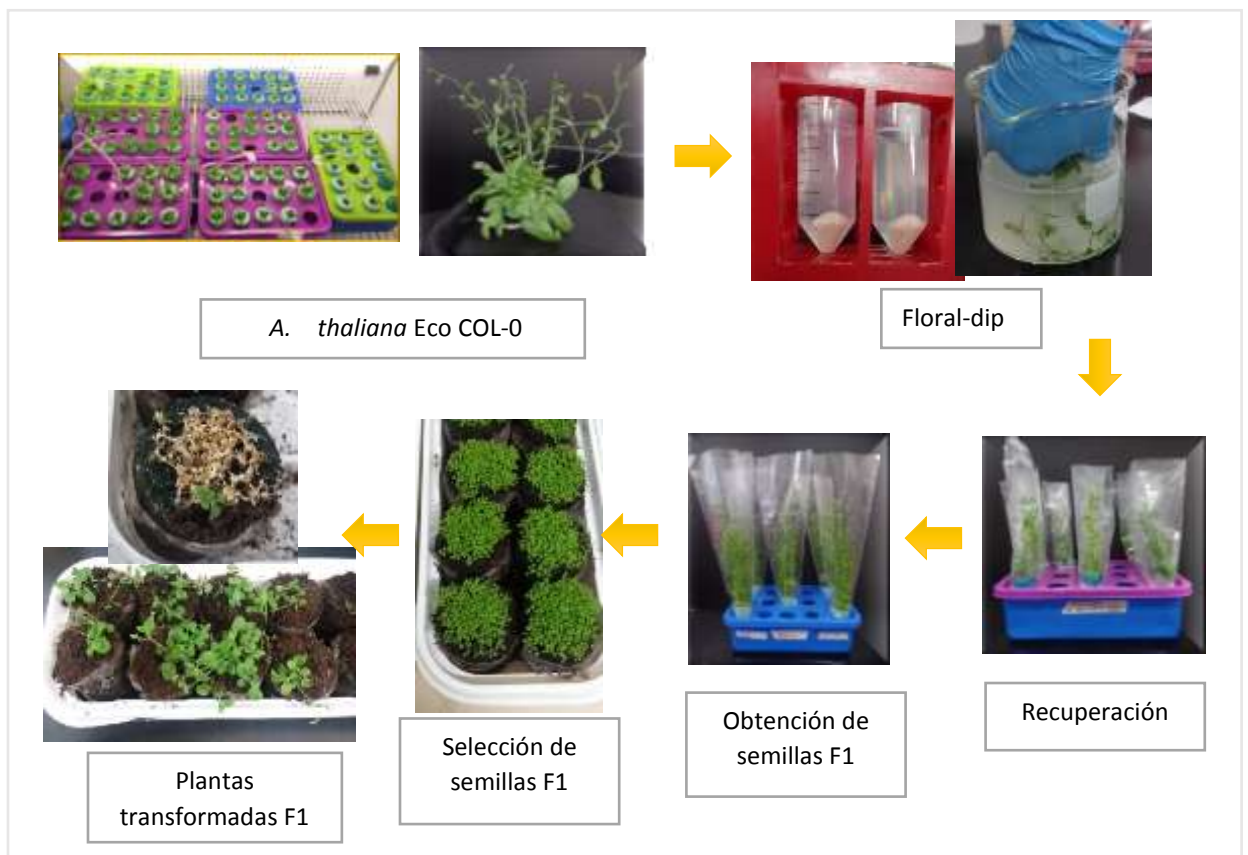 A. thaliana Eco COL-0
Floral-dip
Recuperación
Obtención de
semillas F1
Selección de
semillas F1
Plantas
transformadas F1